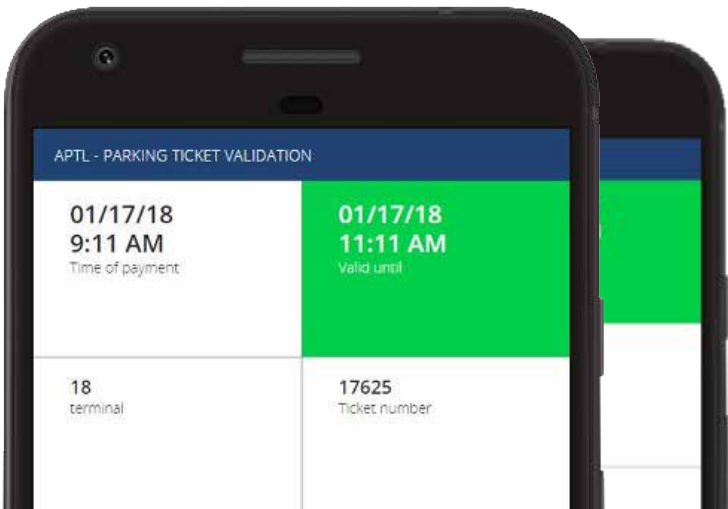 APTL - PARKING TICKET VALIDATION
01/17/18
9:11 AM
Time of payment
01/17/18
11:11 AM
Valid until
18
terminal
17625
Ticket number